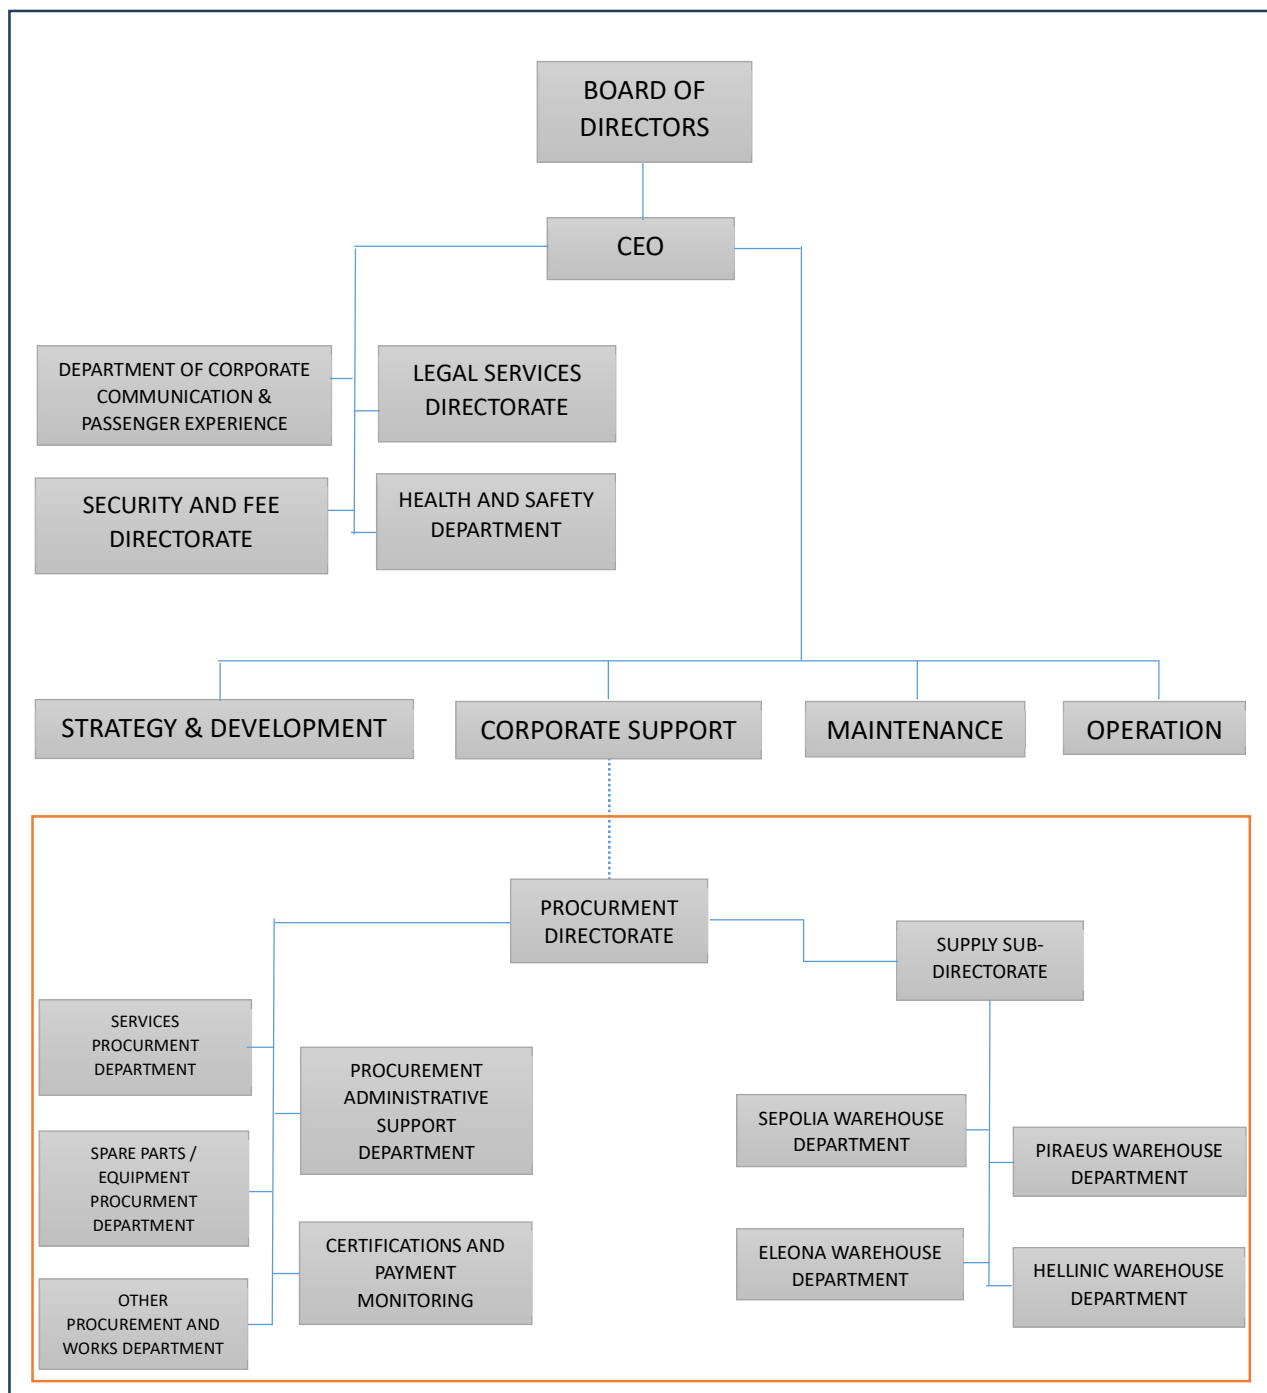 BOARD OF
DIRECTORS
CEO
DEPARTMENT OF CORPORATE
COMMUNICATION &
PASSENGER EXPERIENCE
LEGAL SERVICES
DIRECTORATE
SECURITY AND FEE
DIRECTORATE
HEALTH AND SAFETY
DEPARTMENT
STRATEGY & DEVELOPMENT
CORPORATE SUPPORT
MAINTENANCE
OPERATION
PROCURMENT
DIRECTORATE
SUPPLY SUB-
DIRECTORATE
SERVICES
PROCURMENT
DEPARTMENT
PROCUREMENT
ADMINISTRATIVE
SUPPORT
DEPARTMENT
SPARE PARTS /
EQUIPMENT
PROCURMENT
DEPARTMENT
CERTIFICATIONS AND
PAYMENT
MONITORING
OTHER
PROCUREMENT AND
WORKS DEPARTMENT
SEPOLIA WAREHOUSE
DEPARTMENT
PIRAEUS WAREHOUSE
DEPARTMENT
ELEONA WAREHOUSE
DEPARTMENT
HELLINIC WAREHOUSE
DEPARTMENT